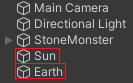 Main Camera
Directional Light
StoneMonster
Sun
Earth